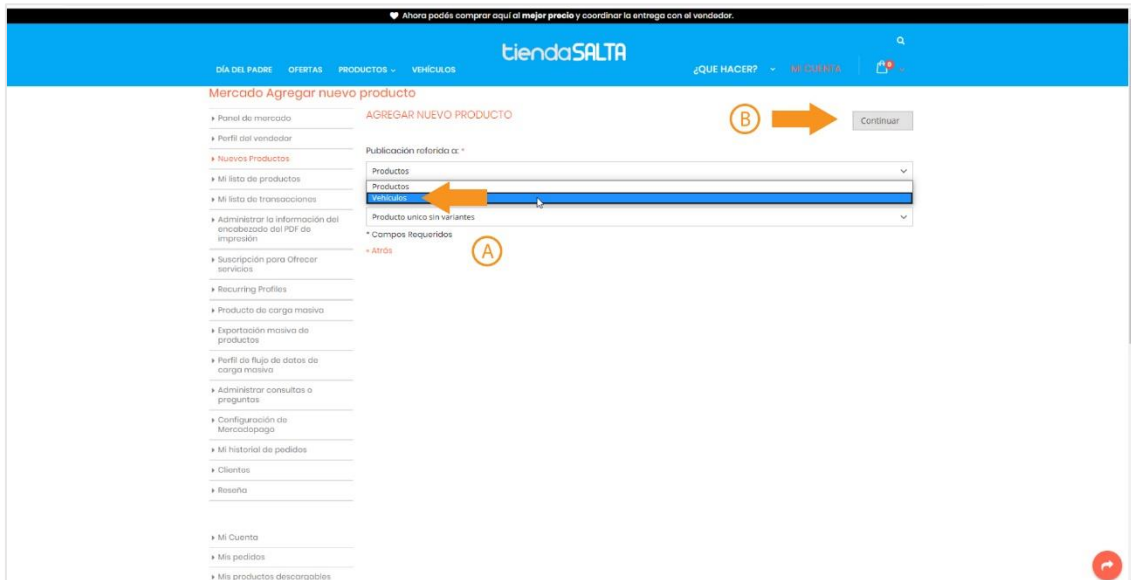 Ahora podés comprar aquí al mejor precio y coordinar la entrega con el vendedor.
tiendaSALTA
DÍA DEL PADRE OFERTAS PRODUCTOS VEHÍCULOS ¿QUE HACER? MI CUENTA 0
Mercado Agregar nuevo producto
AGREGAR NUEVO PRODUCTO
B
Continuar
Publicación referida a: *
Productos
Productos
Vehículos
Producto unico sin variantes
* Campos Requeridos
« Atrás
A
Panel de mercado
Perfil del vendedor
Nuevos Productos
Mi lista de productos
Mi lista de transacciones
Administrar la información del
encabezado del PDF de
impresión
Suscripción para Ofrecer
servicios
Recurring Profiles
Producto de carga masiva
Exportación masiva de
productos
Perfil de flujo de datos de
carga masiva
Administrar consultas o
preguntas
Configuración de
Mercadopago
Mi historial de pedidos
Clientes
Reseña
Mi Cuenta
Mis pedidos
Mis productos descargables